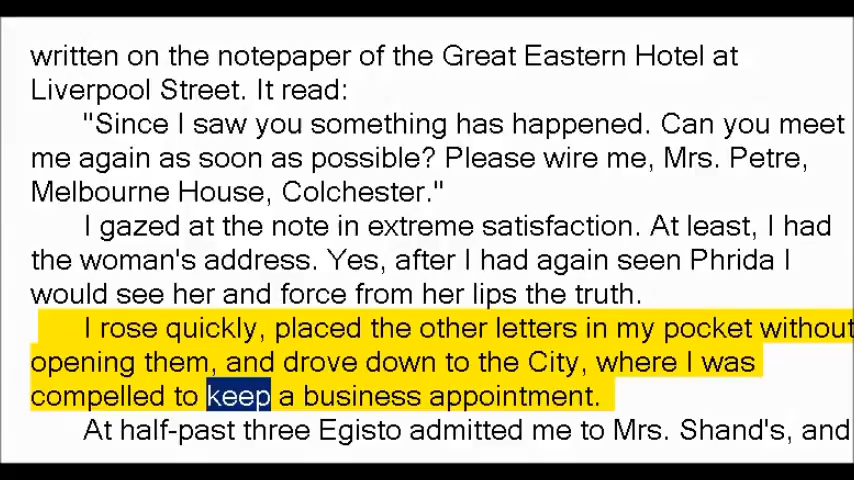 written on the notepaper of the Great Eastern Hotel at
Liverpool Street. It read:
"Since I saw you something has happened. Can you meet
me again as soon as possible? Please wire me, Mrs. Petre,
Melbourne House, Colchester."
I gazed at the note in extreme satisfaction. At least, I had
the woman's address. Yes, after I had again seen Phrida I
would see her and force from her lips the truth.
I rose quickly, placed the other letters in my pocket without
opening them, and drove down to the City, where I was
compelled to keep a business appointment.
At half-past three Egisto admitted me to Mrs. Shand's, and